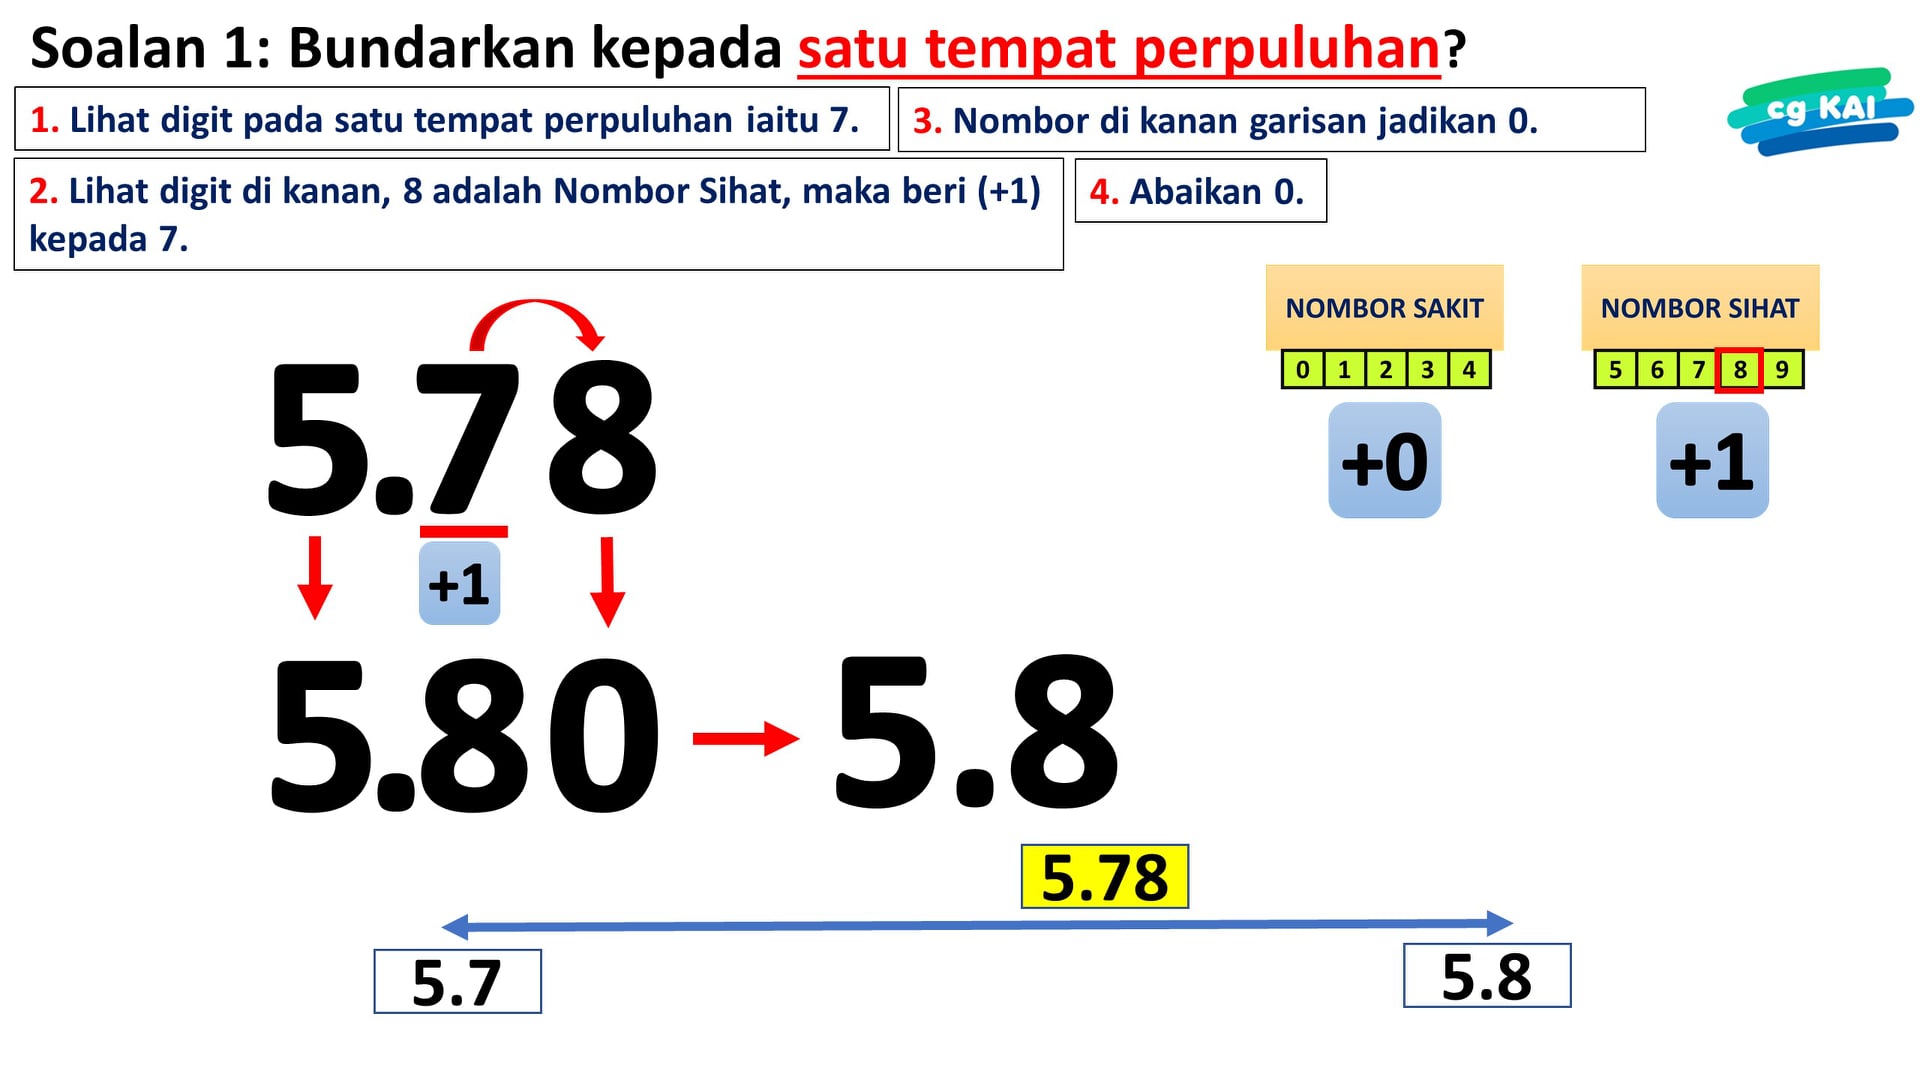 Soalan 1: Bundarkan kepada satu tempat perpuluhan?
1. Lihat digit pada satu tempat perpuluhan iaitu 7.
3. Nombor di kanan garisan jadikan 0.
cg KAI
2. Lihat digit di kanan, 8 adalah Nombor Sihat, maka beri (+1)
kepada 7.
4. Abaikan 0.
NOMBOR SAKIT
0 1 2 3 4
+0
NOMBOR SIHAT
5 6 7 8 9
+1
5.78
+1
5.80
5.8
5.78
5.7
5.8